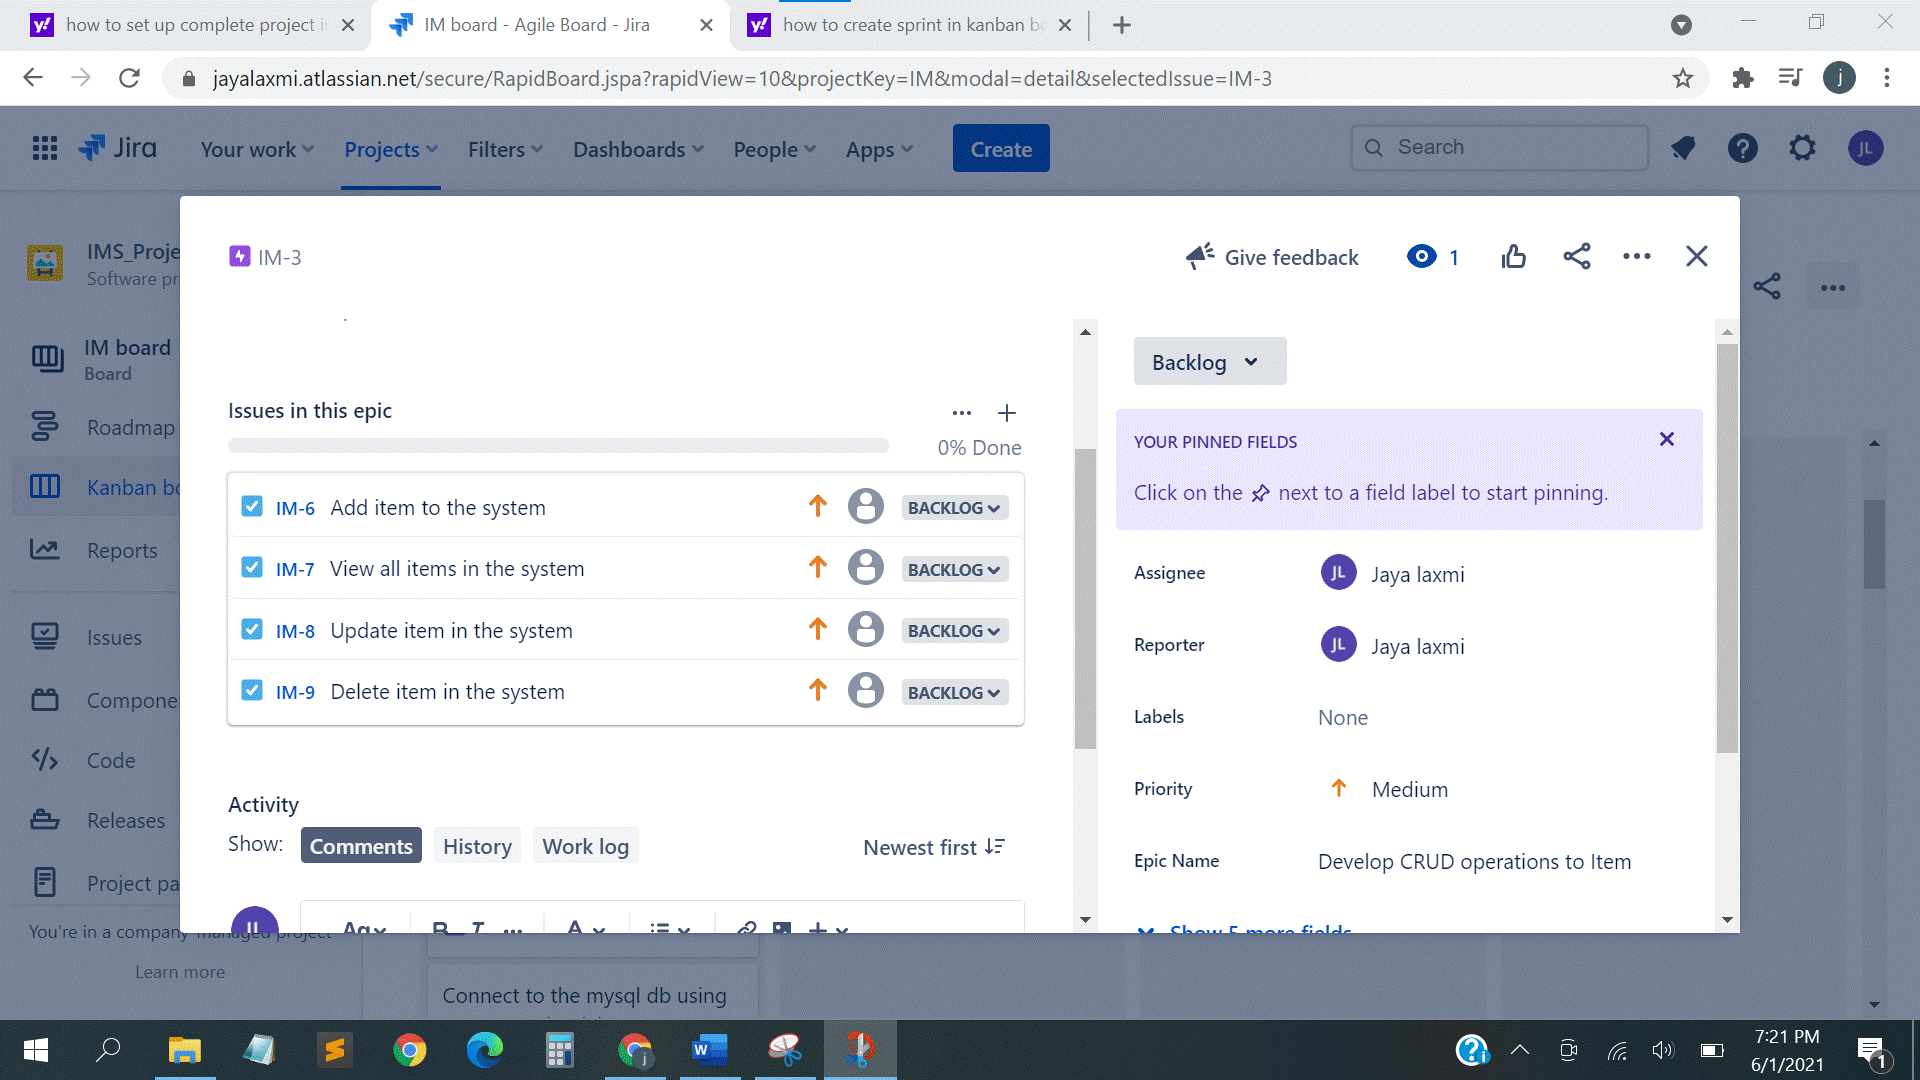 how to set up complete project i
IM board - Agile Board - Jira
how to create sprint in kanban bo
jayalaxmi.atlassian.net/secure/RapidBoard.jspa?rapidView=10&projectKey=IM&modal=detail&selectedIssue=IM-3
j
Jira
Your work
Projects
Filters
Dashboards
People
Apps
Create
Search
JL
IMS_Proje
Software pr
IM board
Board
Roadmap
Kanban bo
Reports
Issues
Compone
Code
Releases
Project pa
You're in a company-managed project
Learn more
IM-3
Give feedback
1
Issues in this epic
0% Done
IM-6 Add item to the system BACKLOG
IM-7 View all items in the system BACKLOG
IM-8 Update item in the system BACKLOG
IM-9 Delete item in the system BACKLOG
Activity
Show: Comments History Work log Newest first
Backlog
YOUR PINNED FIELDS
Click on the next to a field label to start pinning.
Assignee JL Jaya laxmi
Reporter JL Jaya laxmi
Labels None
Priority Medium
Epic Name Develop CRUD operations to Item
Show 5 more fields
Connect to the mysql db using
7:21 PM
6/1/2021
1